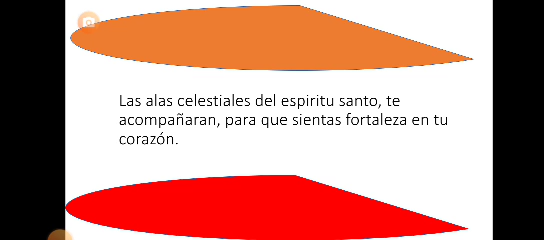 Las alas celestiales del espiritu santo, te
acompañaran, para que sientas fortaleza en tu
corazón.